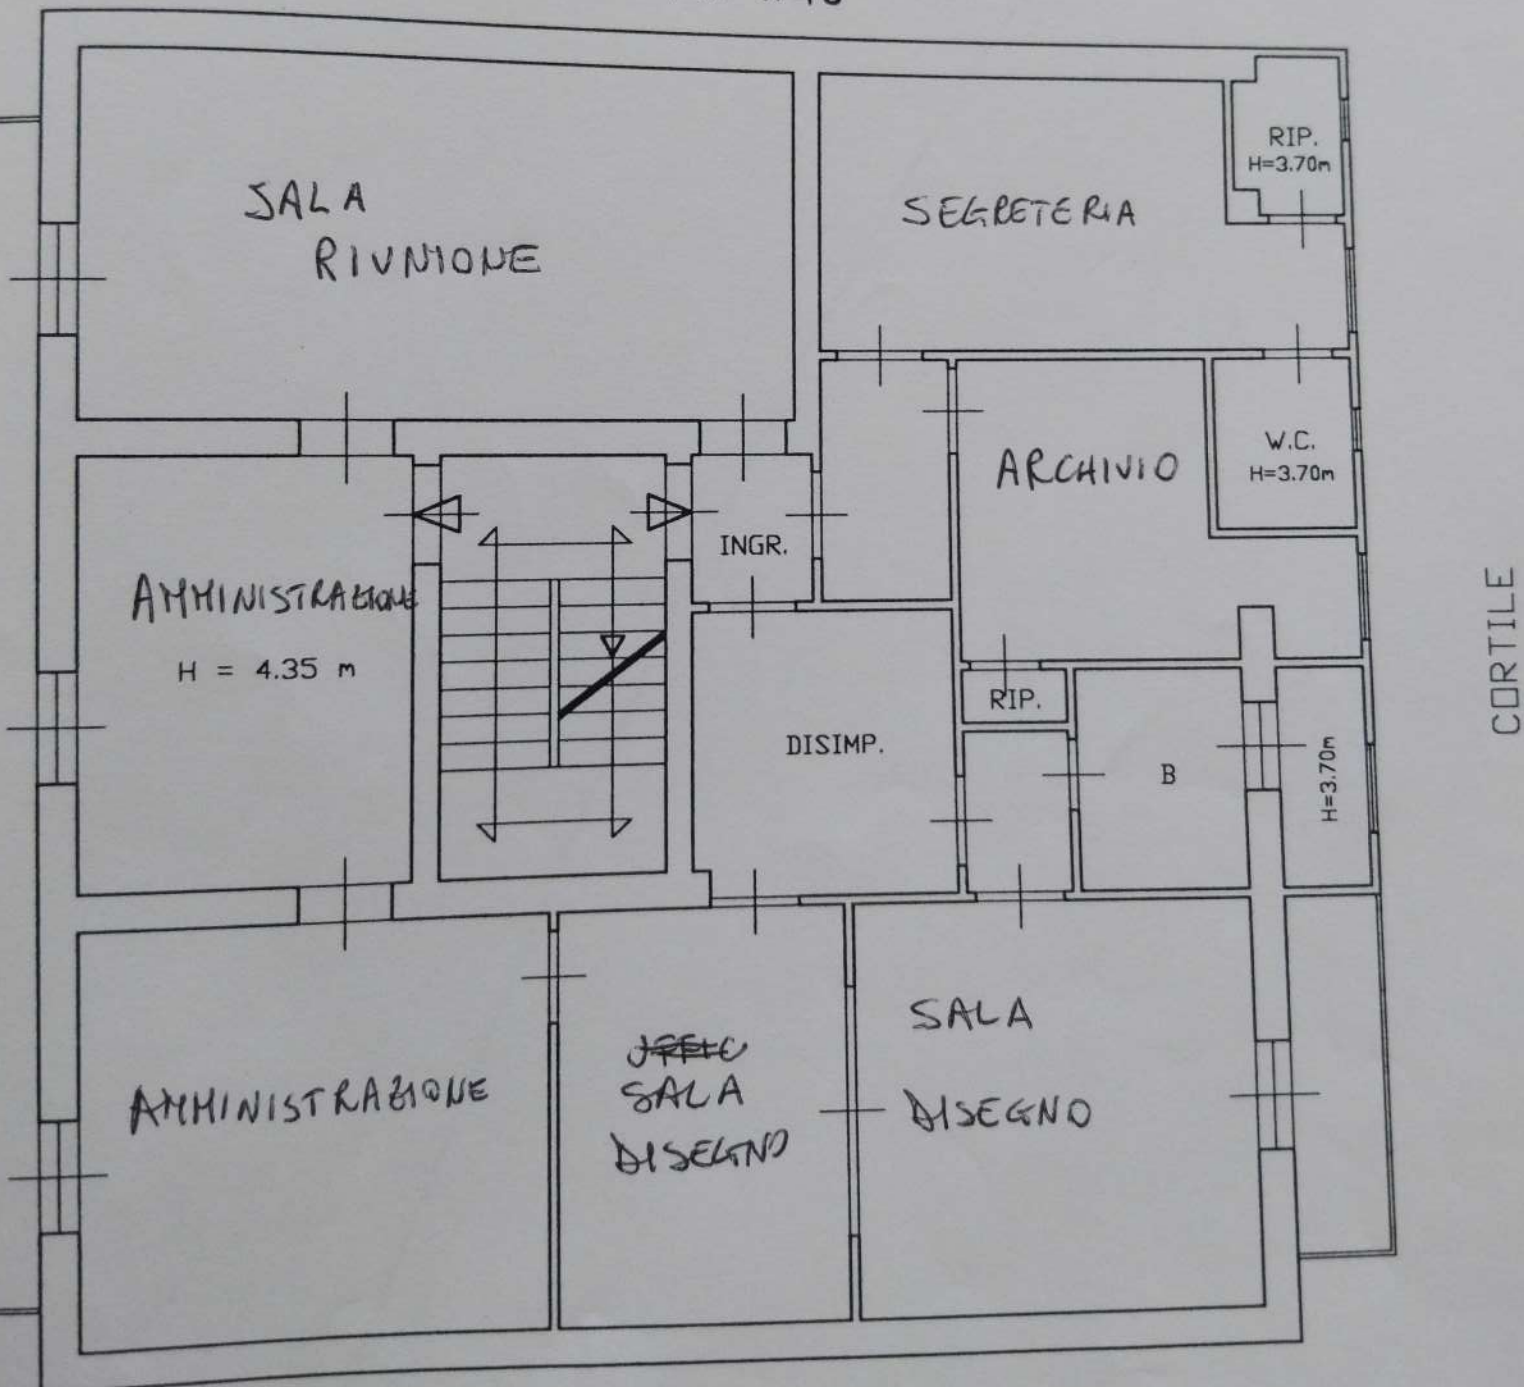 RIP.
H=3.70m
SALA
RIUNIONE
SEGRETERIA
W.C.
H=3.70m
ARCHIVIO
INGR.
AMMINISTRAZIONE
H = 4.35 m
RIP.
DISIMP.
B
H=3.70m
CORTILE
SALA
DISEGNO
SALA
DISEGNO
AMMINISTRAZIONE